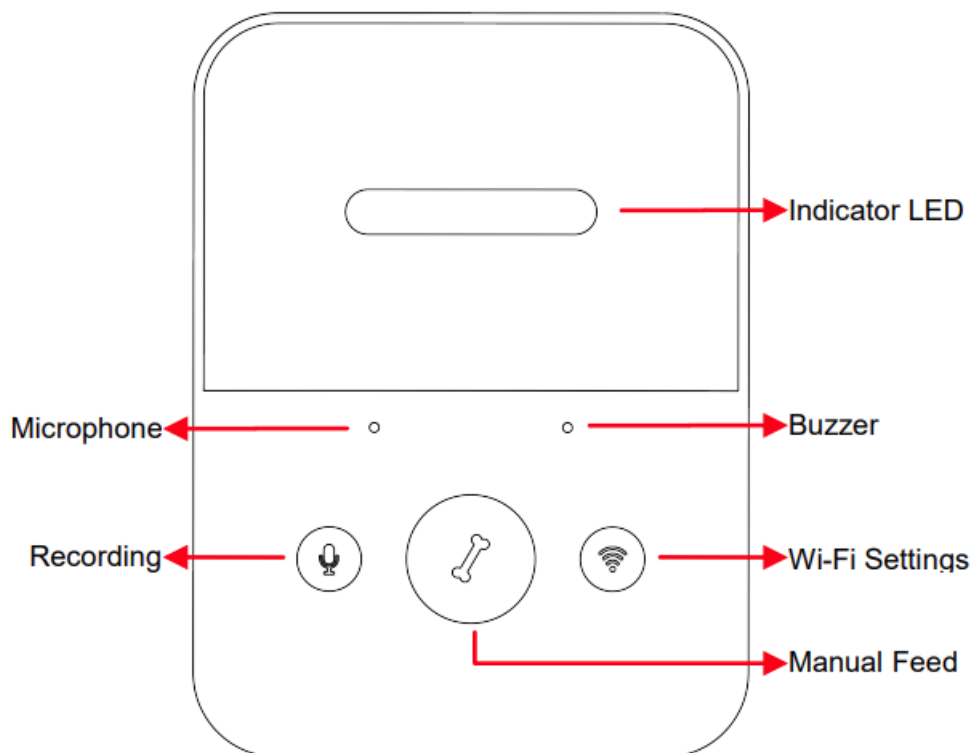 Indicator LED
Microphone
Buzzer
Recording
Wi-Fi Settings
Manual Feed